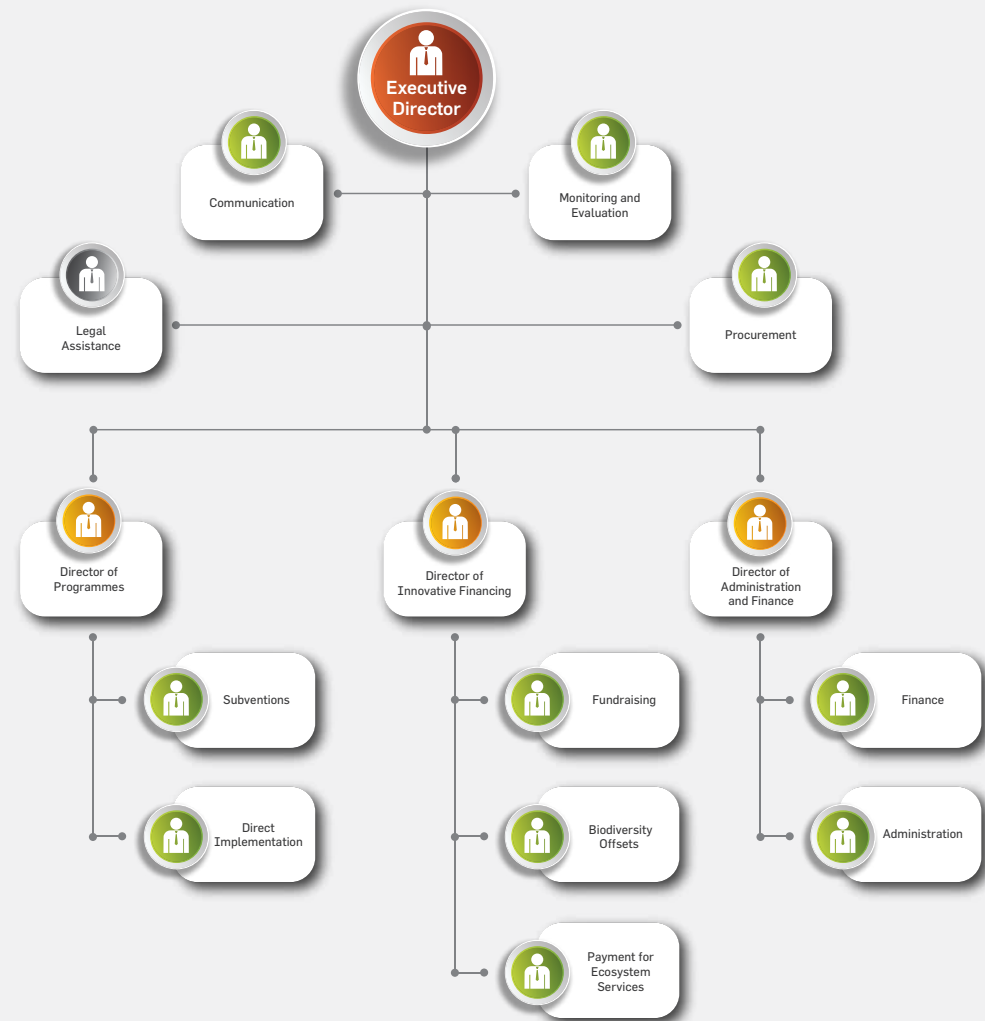 Executive
Director
Communication
Monitoring and
Evaluation
Legal
Assistance
Procurement
Director of
Programmes
Director of
Innovative Financing
Director of
Administration
and Finance
Subventions
Fundraising
Finance
Direct
Implementation
Biodiversity
Offsets
Administration
Payment for
Ecosystem
Services